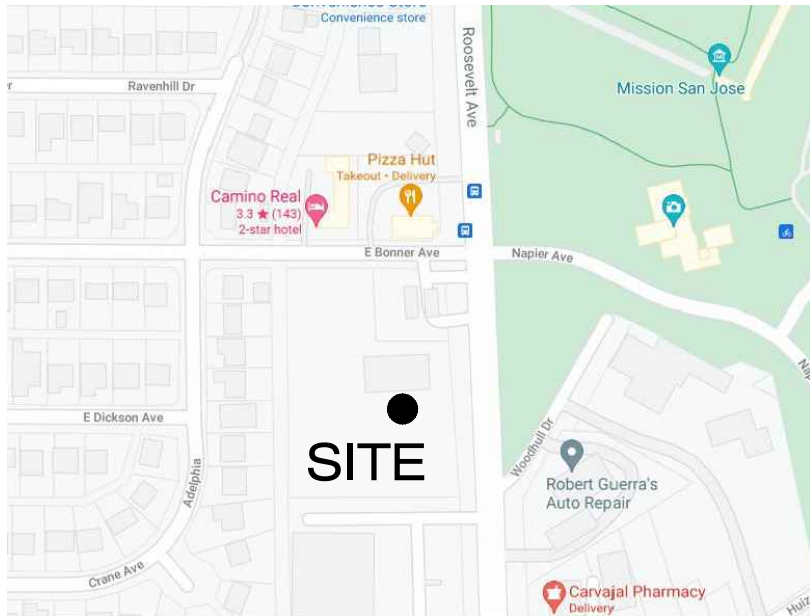 Convenience store
Roosevelt Ave
Ravenhill Dr
Mission San Jose
Pizza Hut
Takeout • Delivery
Camino Real
3.3 ★ (143)
2-star hotel
E Bonner Ave
Napier Ave
E Dickson Ave
SITE
Woodhull Dr
Adelphia
Robert Guerra's
Auto Repair
Crane Ave
Carvajal Pharmacy
Delivery